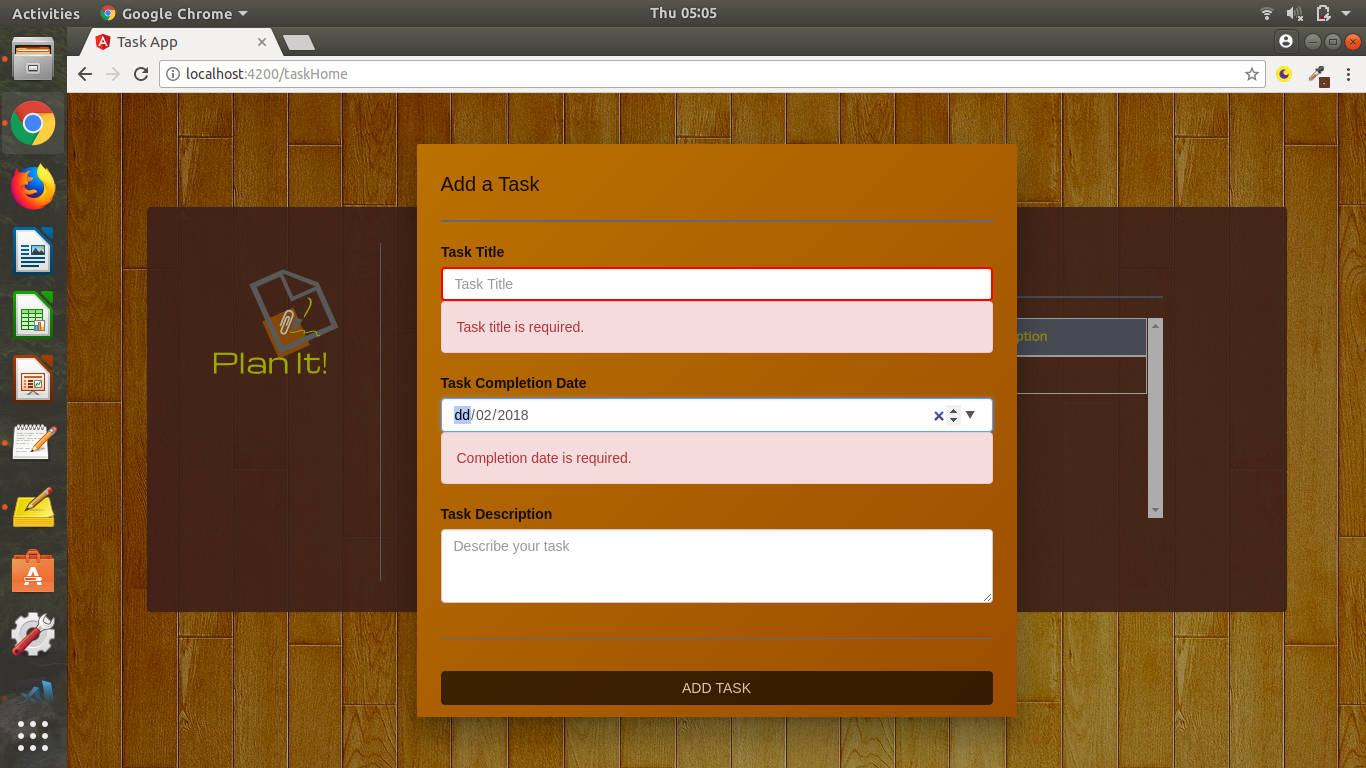 Activities
Google Chrome
Thu 05:05
Task App
localhost:4200/taskHome
Plan It!
Add a Task
Task Title
Task Title
Task title is required.
Task Completion Date
dd/02/2018
Completion date is required.
Task Description
Describe your task
ADD TASK
ption